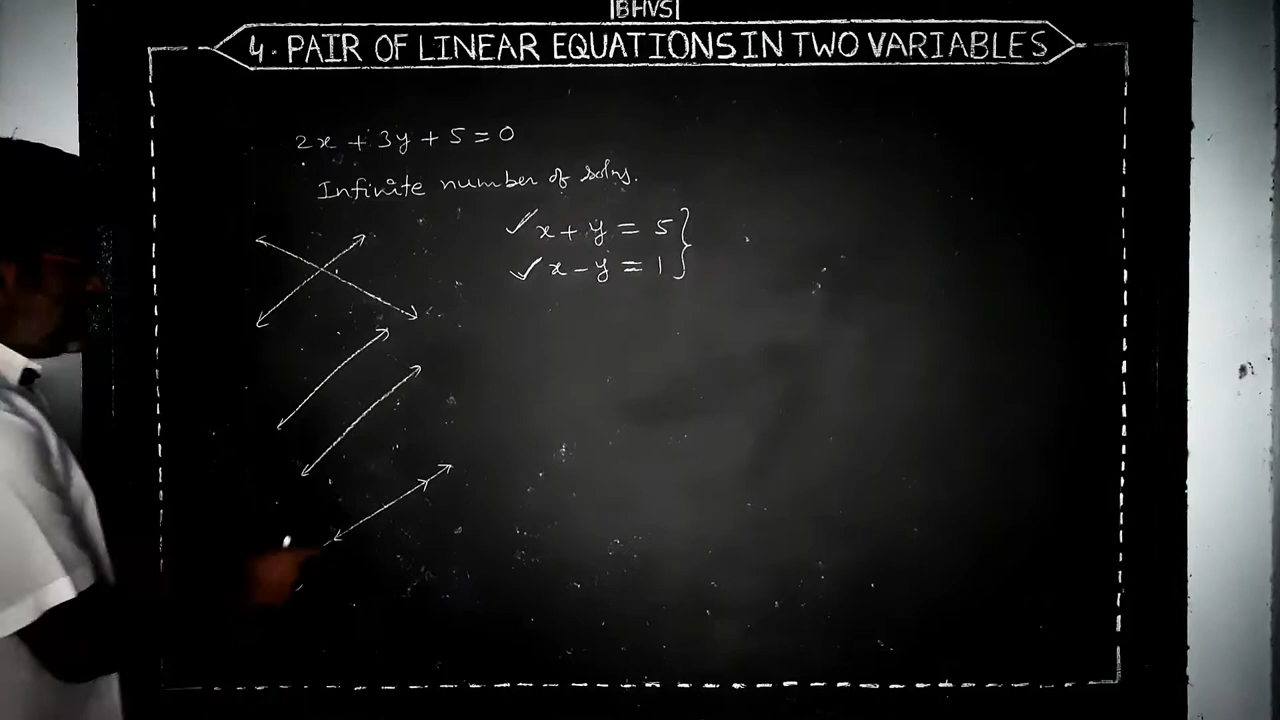 BHVS
4. PAIR OF LINEAR EQUATIONS IN TWO VARIABLES
2x + 3y + 5 = 0
Infinite number of solns.
✓ x + y = 5 }
✓ x - y = 1 }